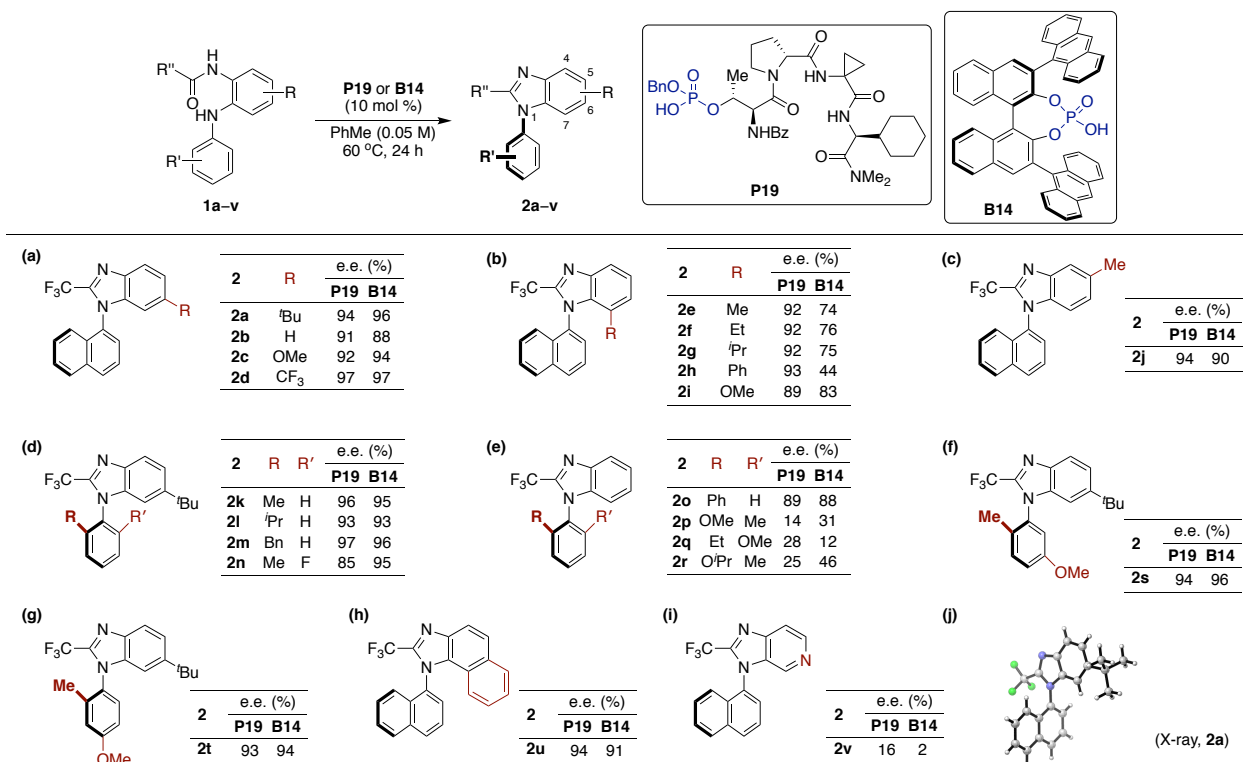 R"
H
N
O
HN
R
R'
1a–v
P19 or B14
(10 mol %)
PhMe (0.05 M)
60 °C, 24 h
N
4
5
R"
R
N
1
6
7
R'
2a–v
BnO
O
P
HO
O
Me
N
O
NHBz
O
HN
O
HN
O
NMe2
P19
O
O
P
O
OH
B14
(a)
N
F3C
N
R
2 R e.e. (%)
P19 B14
2a tBu 94 96
2b H 91 88
2c OMe 92 94
2d CF3 97 97
(b)
N
F3C
N
R
2 R e.e. (%)
P19 B14
2e Me 92 74
2f Et 92 76
2g iPr 92 75
2h Ph 93 44
2i OMe 89 83
(c)
N
Me
F3C
N
2 e.e. (%)
P19 B14
2j 94 90
(d)
N
F3C
N
tBu
R
R'
2 R R′ e.e. (%)
P19 B14
2k Me H 96 95
2l iPr H 93 93
2m Bn H 97 96
2n Me F 85 95
(e)
N
F3C
N
R
R'
2 R R′ e.e. (%)
P19 B14
2o Ph H 89 88
2p OMe Me 14 31
2q Et OMe 28 12
2r OiPr Me 25 46
(f)
N
F3C
N
tBu
Me
OMe
2 e.e. (%)
P19 B14
2s 94 96
(g)
N
F3C
N
tBu
Me
OMe
2 e.e. (%)
P19 B14
2t 93 94
(h)
N
F3C
N
2 e.e. (%)
P19 B14
2u 94 91
(i)
N
F3C
N
N
2 e.e. (%)
P19 B14
2v 16 2
(j)
(X-ray, 2a)